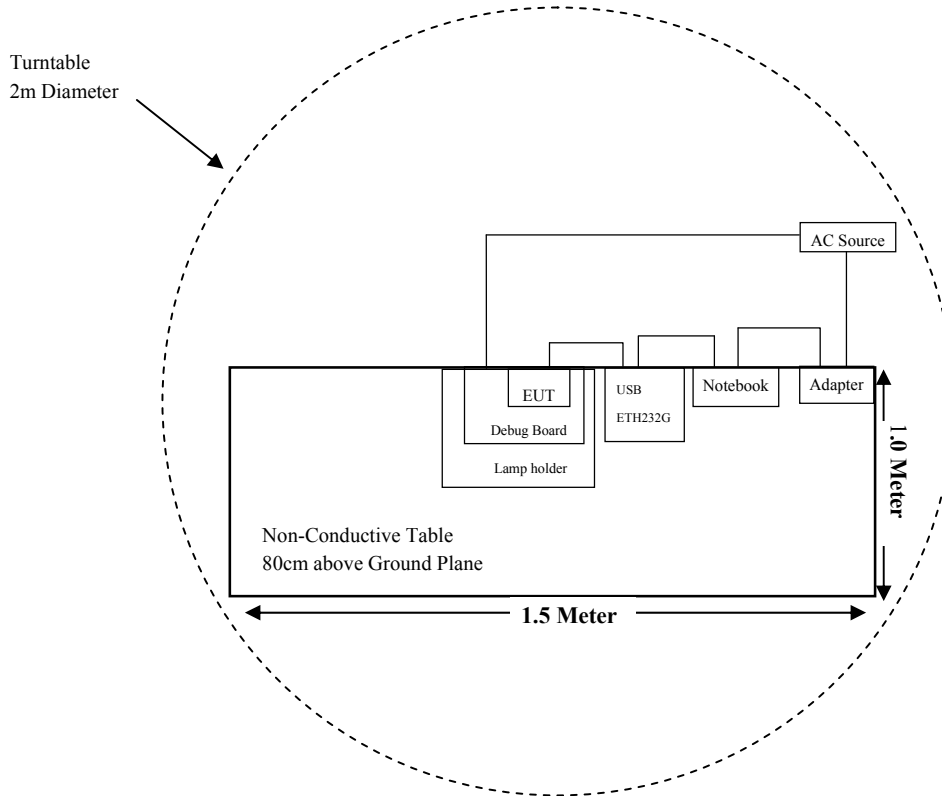 Turntable
2m Diameter
AC Source
EUT
USB
ETH232G
Notebook
Adapter
Debug Board
Lamp holder
1.0 Meter
Non-Conductive Table
80cm above Ground Plane
1.5 Meter